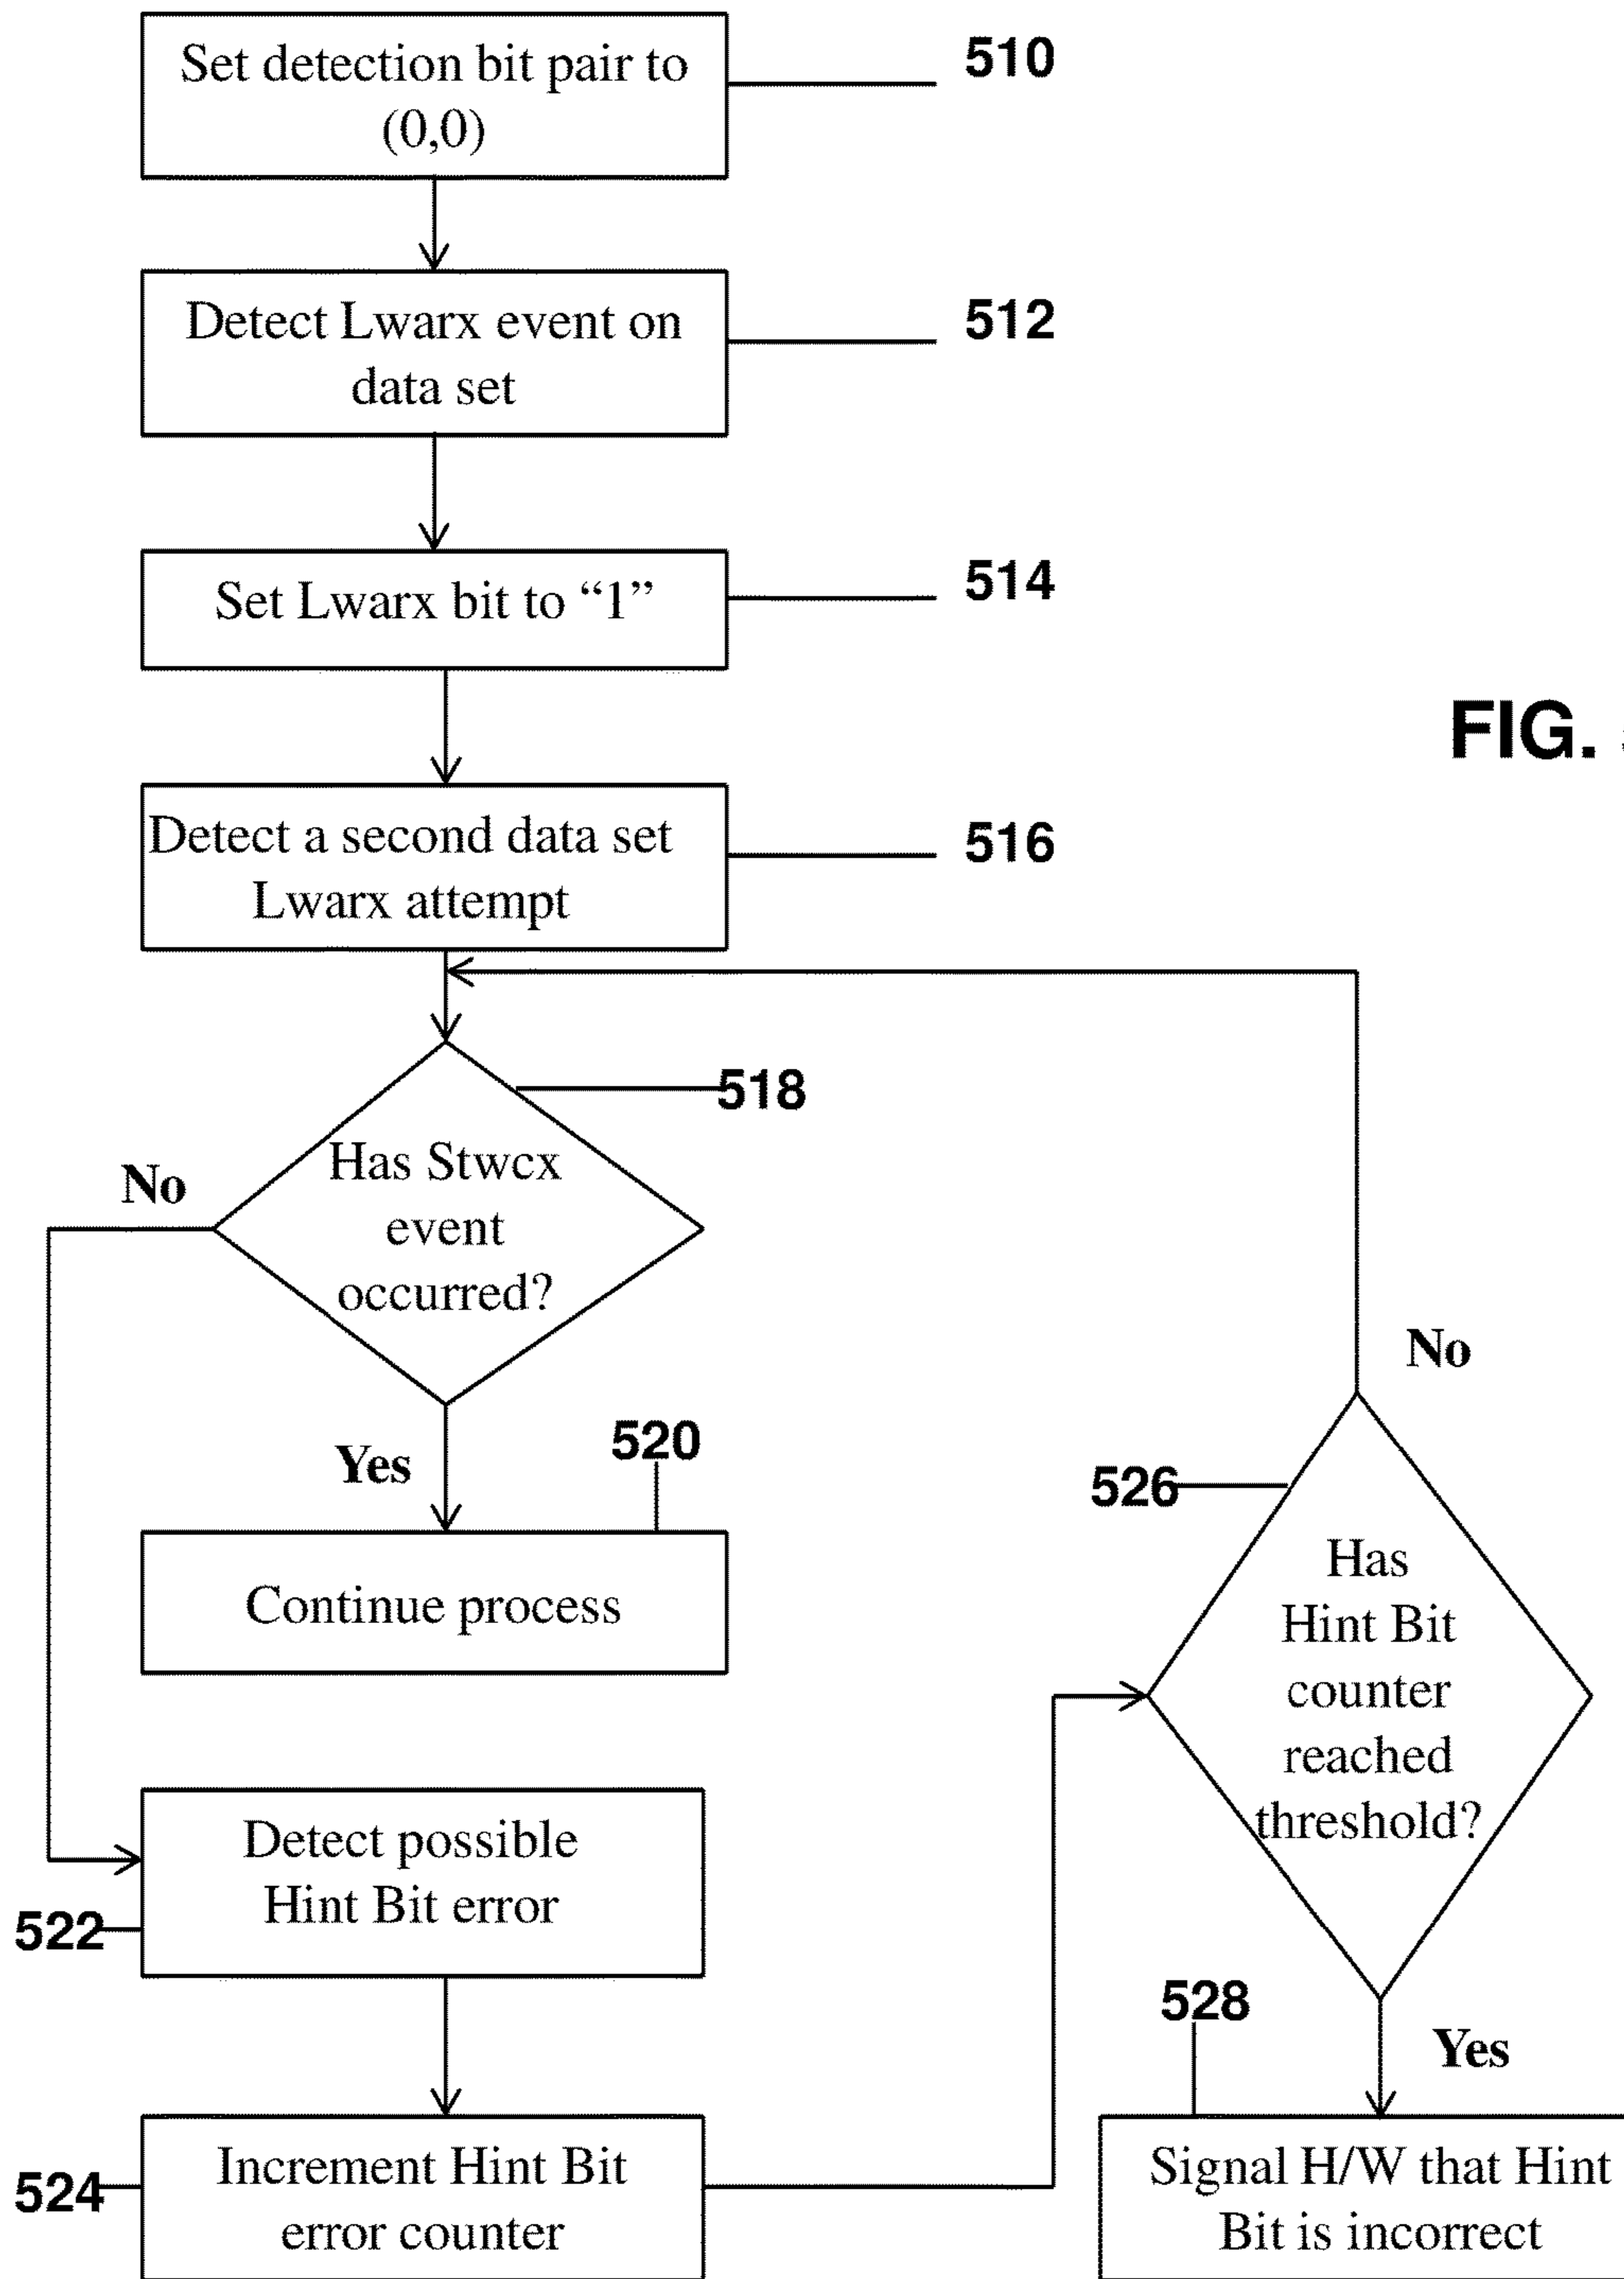 Set detection bit pair to
(0,0)
510
Detect Lwarx event on
data set
512
Set Lwarx bit to “1”
514
FIG.
Detect a second data set
Lwarx attempt
516
518
Has Stwcx
event
occurred?
No
Yes
520
Continue process
No
526
Has
Hint Bit
counter
reached
threshold?
Detect possible
Hint Bit error
522
528
Yes
Increment Hint Bit
error counter
524
Signal H/W that Hint
Bit is incorrect